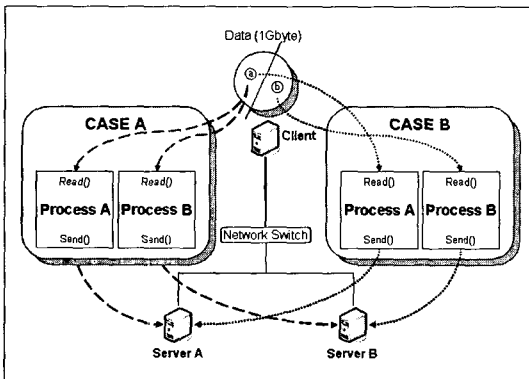 Data (1Gbyte)
a
b
Client
CASE A
Read()
Process A
Send()
Read()
Process B
Send()
CASE B
Read()
Process A
Send()
Read()
Process B
Send()
Network Switch
Server A
Server B